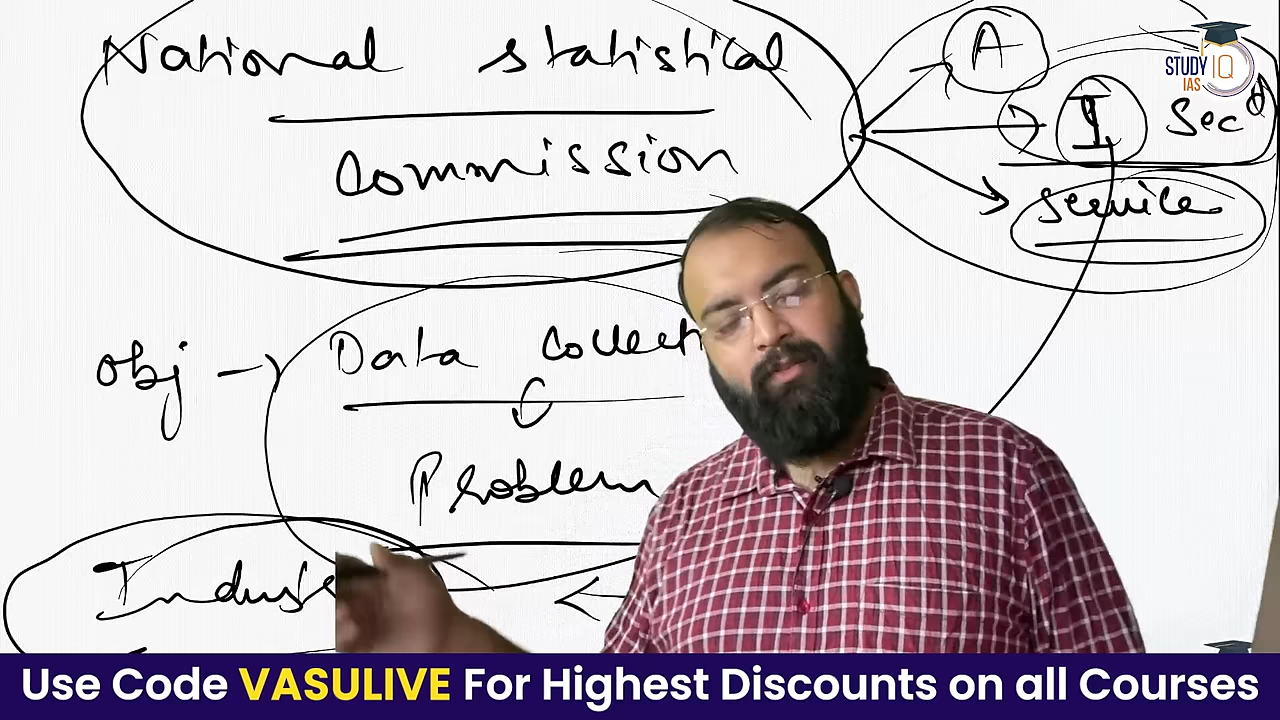 National statistical
Commission
A
I Sec
Service
STUDY IQ
IAS
Obj → Data Collect
Problem
Indust
Use Code VASULIVE For Highest Discounts on all Courses